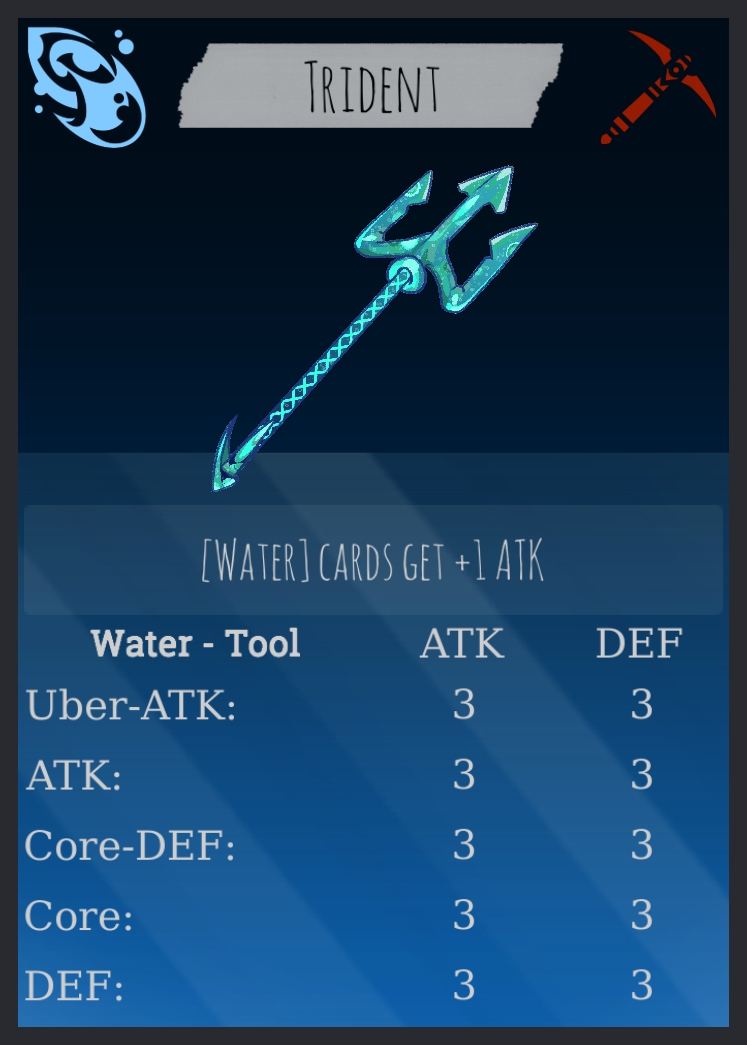 Trident
[Water] cards get +1 ATK
Water - Tool ATK DEF
Uber-ATK: 3 3
ATK: 3 3
Core-DEF: 3 3
Core: 3 3
DEF: 3 3